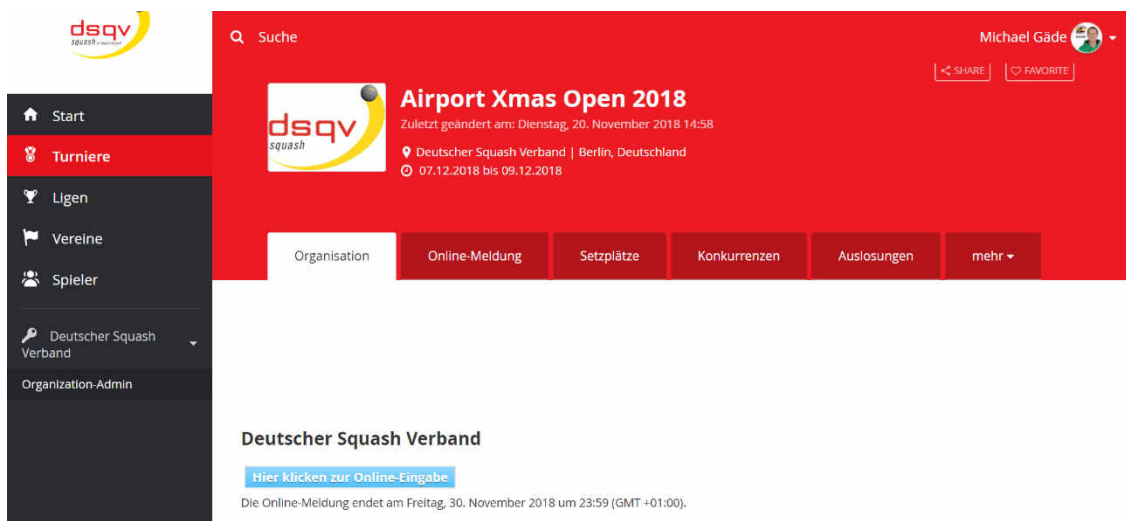 dsqv
squash in deutschland
Start
Turniere
Ligen
Vereine
Spieler
Deutscher Squash
Verband
Organization-Admin
Suche
Michael Gäde
SHARE
FAVORITE
dsqv
squash
Airport Xmas Open 2018
Zuletzt geändert am: Dienstag, 20. November 2018 14:58
Deutscher Squash Verband | Berlin, Deutschland
07.12.2018 bis 09.12.2018
Organisation
Online-Meldung
Setzplätze
Konkurrenzen
Auslosungen
mehr
Deutscher Squash Verband
Hier klicken zur Online-Eingabe
Die Online-Meldung endet am Freitag, 30. November 2018 um 23:59 (GMT +01:00).